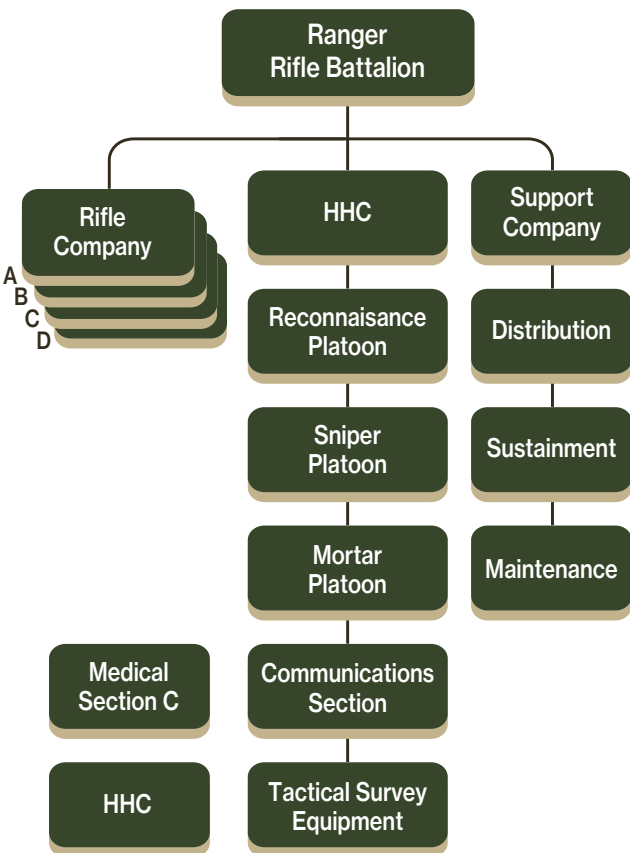 Ranger
Rifle Battalion
Rifle
Company
A
B
C
D
HHC
Support
Company
Reconnaisance
Platoon
Distribution
Sniper
Platoon
Sustainment
Mortar
Platoon
Maintenance
Medical
Section C
Communications
Section
HHC
Tactical Survey
Equipment